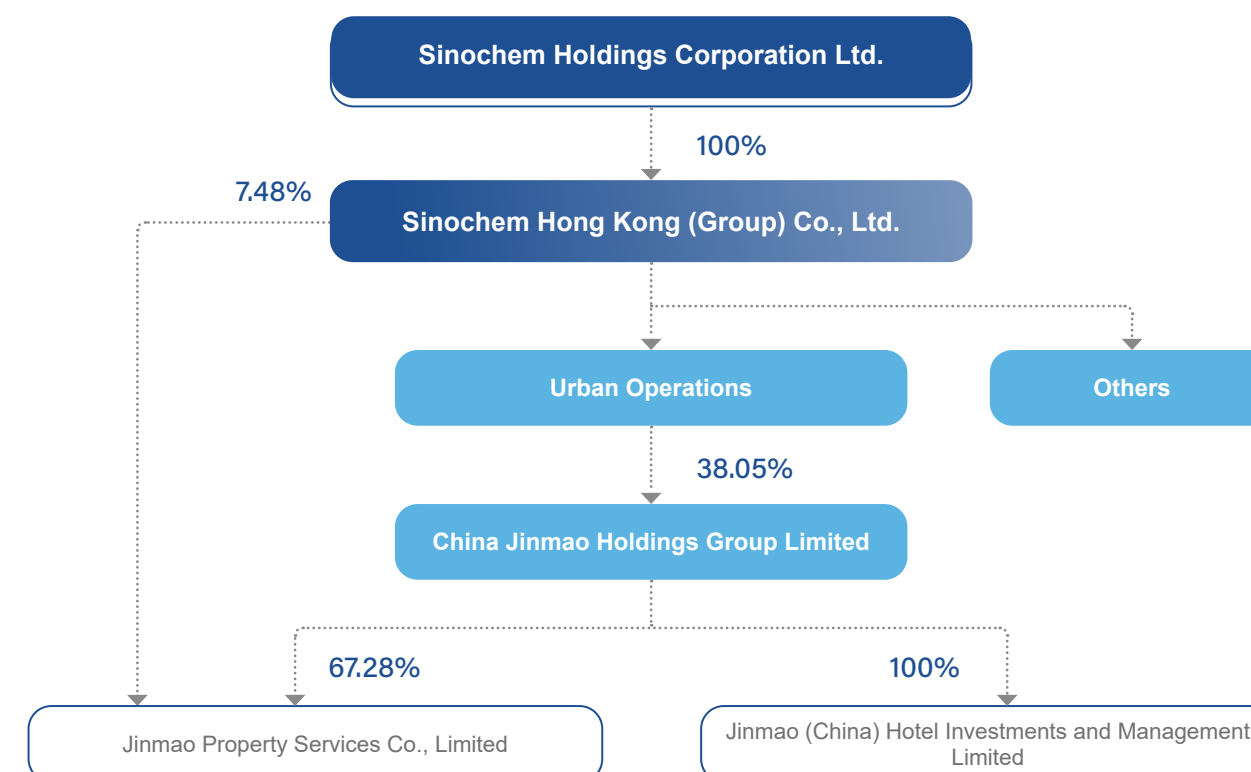 Sinochem Holdings Corporation Ltd.
100%
7.48%
Sinochem Hong Kong (Group) Co., Ltd.
Urban Operations
Others
38.05%
China Jinmao Holdings Group Limited
67.28%
100%
Jinmao Property Services Co., Limited
Jinmao (China) Hotel Investments and Management
Limited